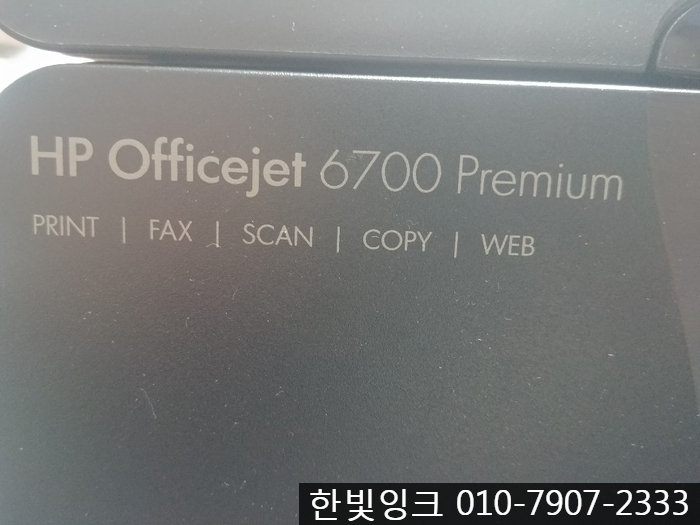 HP Officejet 6700 Premium
PRINT | FAX | SCAN | COPY | WEB
한빛잉크 010-7907-2333